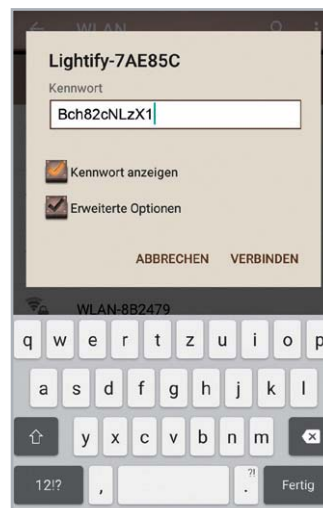 WLAN
Lightify-7AE85C
Kennwort
Bch82cNLzX1
Kennwort anzeigen
Erweiterte Optionen
ABBRECHEN VERBINDEN
WLAN-8B2479
q w e r t z u i o p
a s d f g h j k l
y x c v b n m
12!? , ?! . Fertig